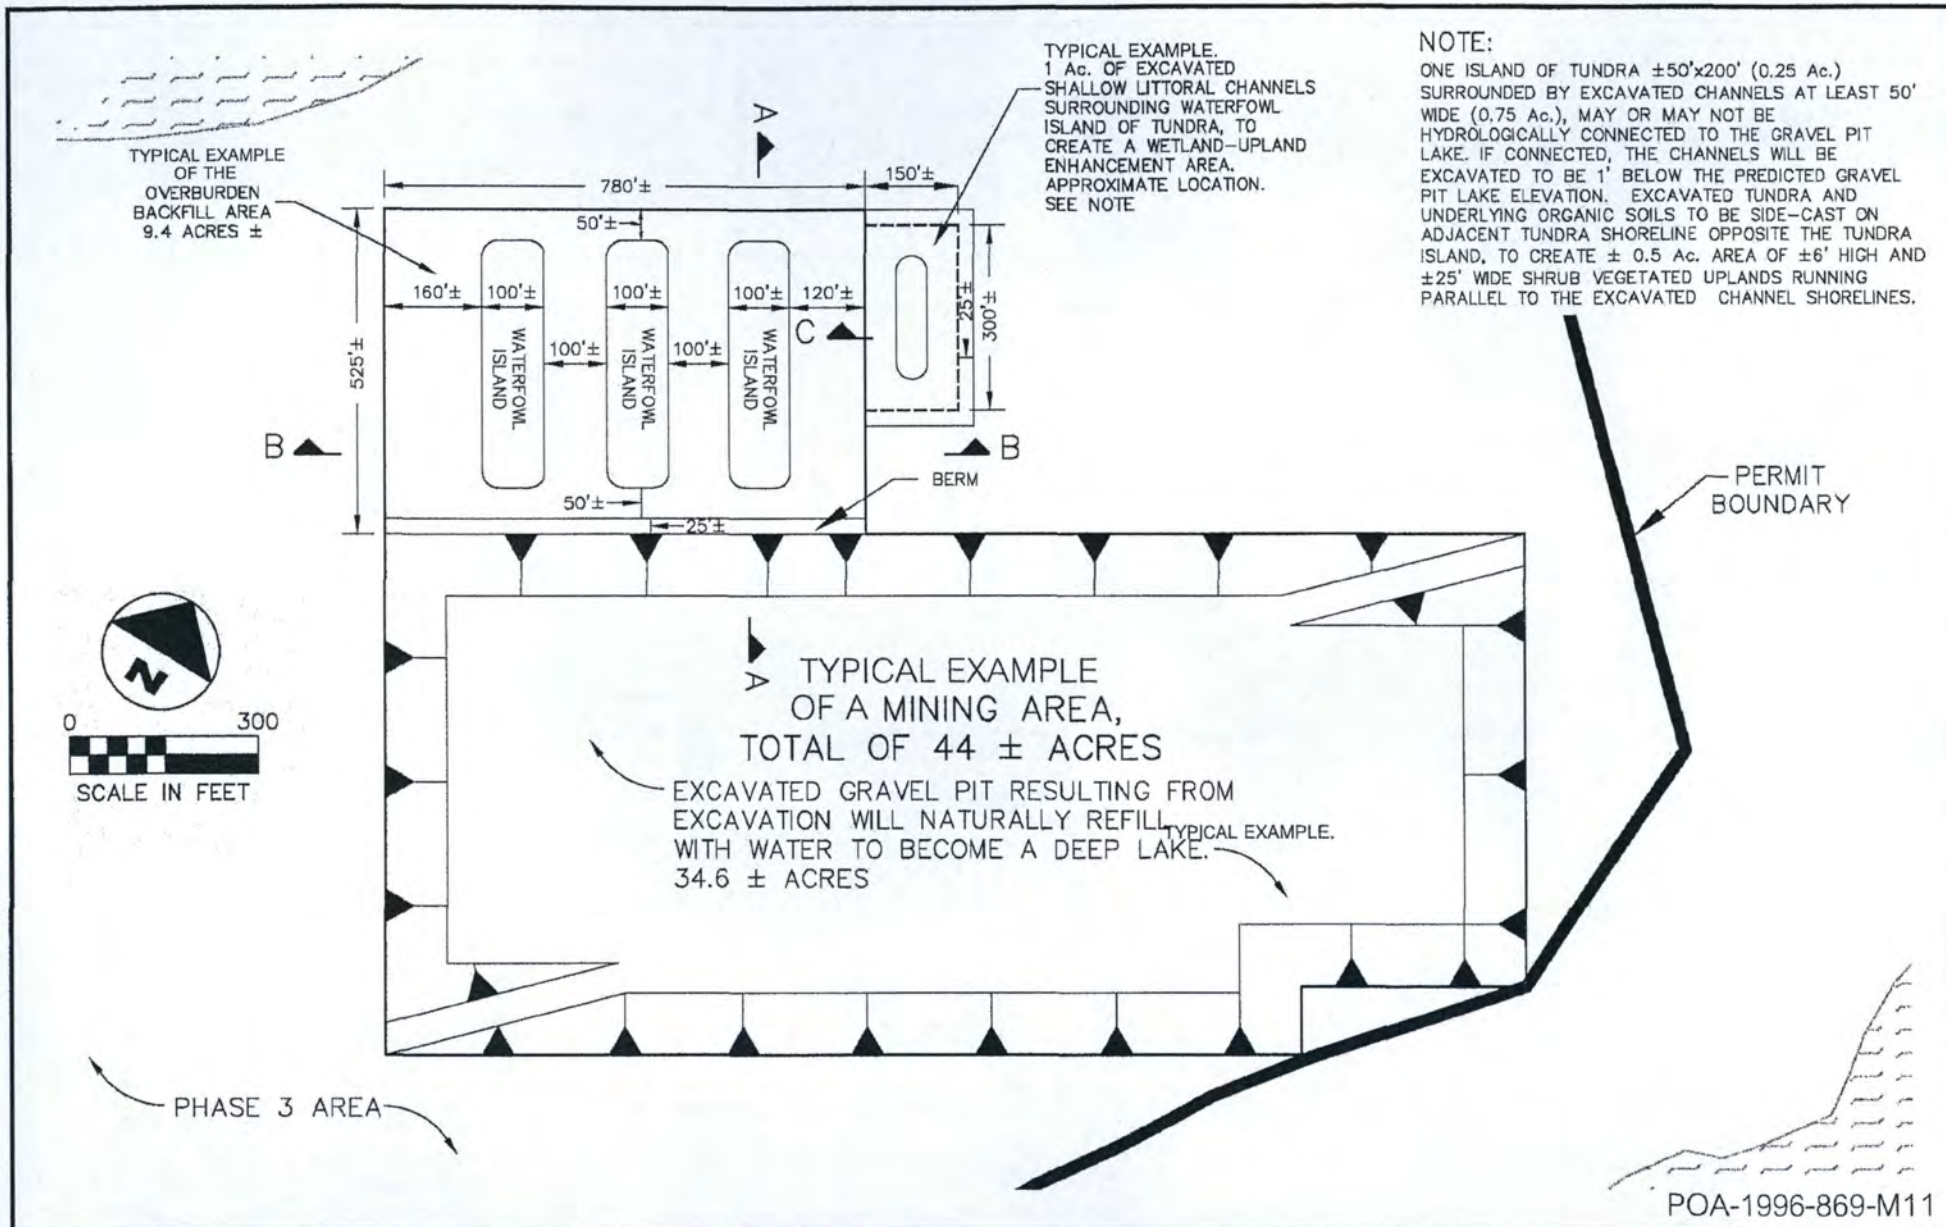 TYPICAL EXAMPLE
OF THE
OVERBURDEN
BACKFILL AREA
9.4 ACRES ±
TYPICAL EXAMPLE.
1 Ac. OF EXCAVATED
SHALLOW LITTORAL CHANNELS
SURROUNDING WATERFOWL
ISLAND OF TUNDRA, TO
CREATE A WETLAND-UPLAND
ENHANCEMENT AREA.
APPROXIMATE LOCATION.
SEE NOTE
NOTE:
ONE ISLAND OF TUNDRA ±50'x200' (0.25 Ac.)
SURROUNDED BY EXCAVATED CHANNELS AT LEAST 50'
WIDE (0.75 Ac.), MAY OR MAY NOT BE
HYDROLOGICALLY CONNECTED TO THE GRAVEL PIT
LAKE. IF CONNECTED, THE CHANNELS WILL BE
EXCAVATED TO BE 1' BELOW THE PREDICTED GRAVEL
PIT LAKE ELEVATION. EXCAVATED TUNDRA AND
UNDERLYING ORGANIC SOILS TO BE SIDE-CAST ON
ADJACENT TUNDRA SHORELINE OPPOSITE THE TUNDRA
ISLAND, TO CREATE ± 0.5 Ac. AREA OF ±6' HIGH AND
±25' WIDE SHRUB VEGETATED UPLANDS RUNNING
PARALLEL TO THE EXCAVATED CHANNEL SHORELINES.
A
780'±
150'±
50'±
160'±
100'±
100'±
100'±
120'±
25'±
300'±
C
525'±
WATERFOWL
ISLAND
100'±
WATERFOWL
ISLAND
100'±
WATERFOWL
ISLAND
B
B
BERM
50'±
25'±
PERMIT
BOUNDARY
N
0 300
SCALE IN FEET
A
TYPICAL EXAMPLE
OF A MINING AREA,
TOTAL OF 44 ± ACRES
EXCAVATED GRAVEL PIT RESULTING FROM
EXCAVATION WILL NATURALLY REFILL
WITH WATER TO BECOME A DEEP LAKE.
34.6 ± ACRES
TYPICAL EXAMPLE.
PHASE 3 AREA
POA-1996-869-M11